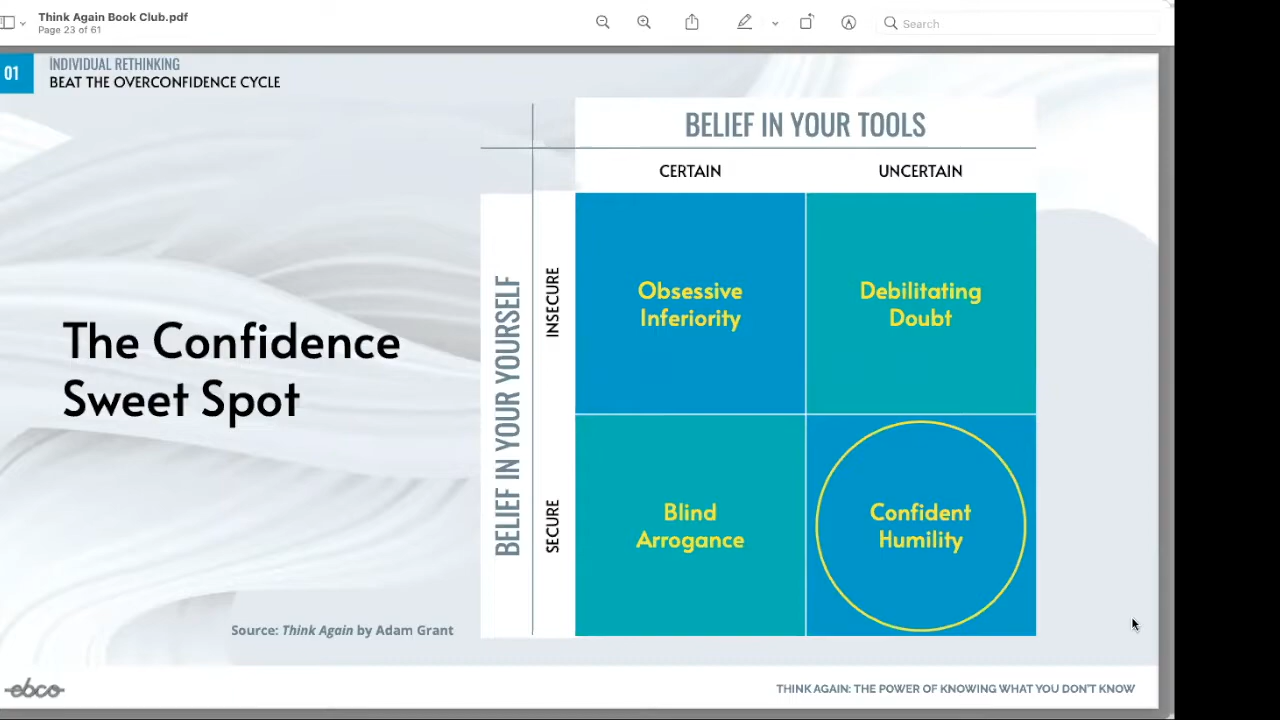 Think Again Book Club.pdf
Page 23 of 61
Search
01
INDIVIDUAL RETHINKING
BEAT THE OVERCONFIDENCE CYCLE
BELIEF IN YOUR TOOLS
CERTAIN
UNCERTAIN
BELIEF IN YOUR YOURSELF
INSECURE
SECURE
Obsessive
Inferiority
Debilitating
Doubt
The Confidence
Sweet Spot
Blind
Arrogance
Confident
Humility
Source: Think Again by Adam Grant
ebco
THINK AGAIN: THE POWER OF KNOWING WHAT YOU DON'T KNOW